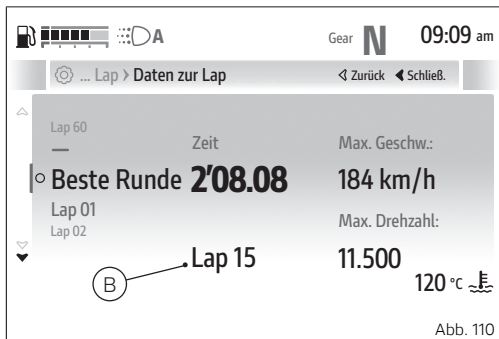 A Gear N 09:09 am
... Lap › Daten zur Lap Zurück Schließ.
Lap 60
—
Zeit Max. Geschw.:
Beste Runde 2'08.08 184 km/h
Lap 01
Lap 02
Max. Drehzahl:
B Lap 15 11.500
120 °C
Abb. 110